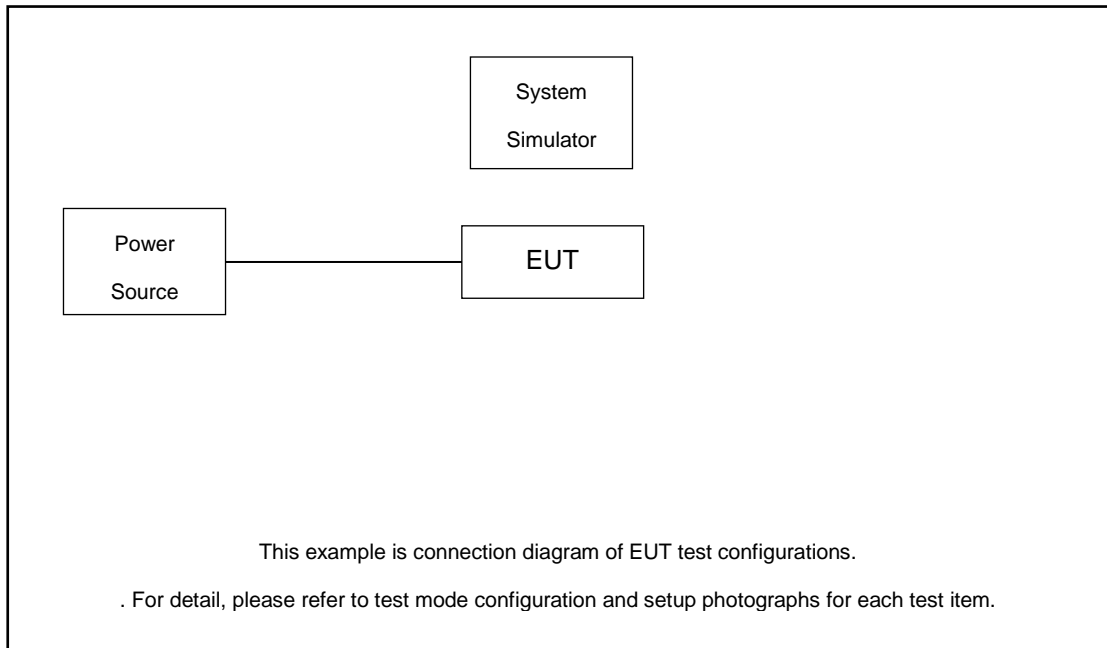 System
Simulator
Power
Source
EUT
This example is connection diagram of EUT test configurations.
. For detail, please refer to test mode configuration and setup photographs for each test item.